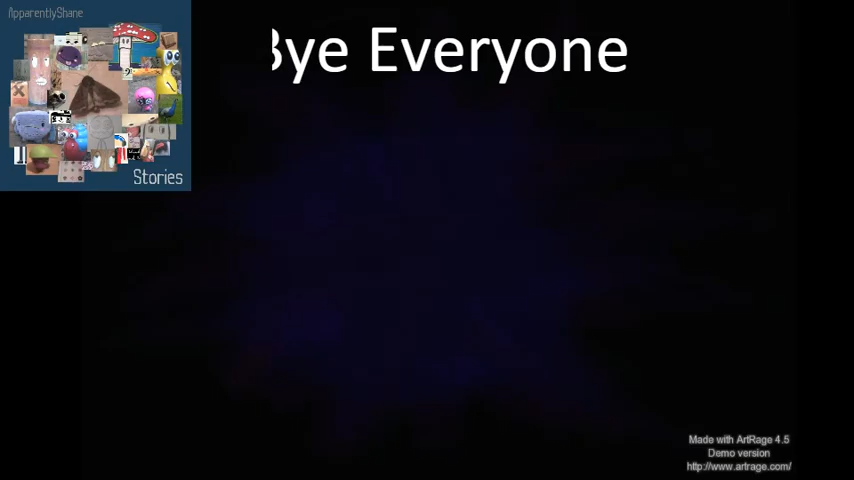 ApparentlyShane
Bye Everyone
Stories
Made with ArtRage 4.5
Demo version
http://www.artrage.com/